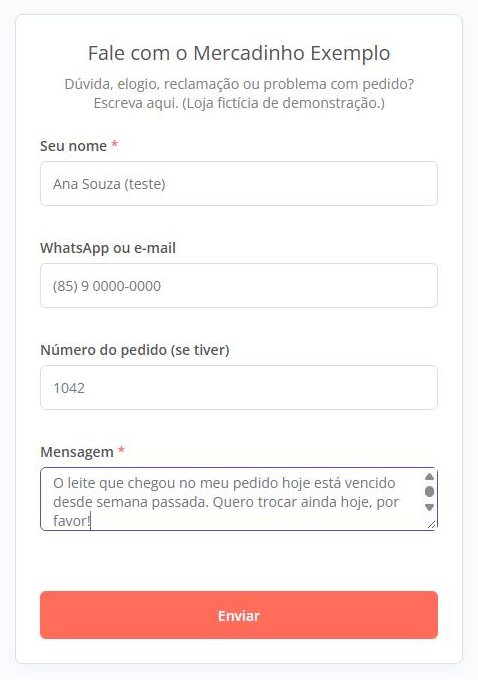 Fale com o Mercadinho Exemplo
Dúvida, elogio, reclamação ou problema com pedido?
Escreva aqui. (Loja fictícia de demonstração.)
Seu nome *
Ana Souza (teste)
WhatsApp ou e-mail
(85) 9 0000-0000
Número do pedido (se tiver)
1042
Mensagem *
O leite que chegou no meu pedido hoje está vencido
desde semana passada. Quero trocar ainda hoje, por
favor!
Enviar